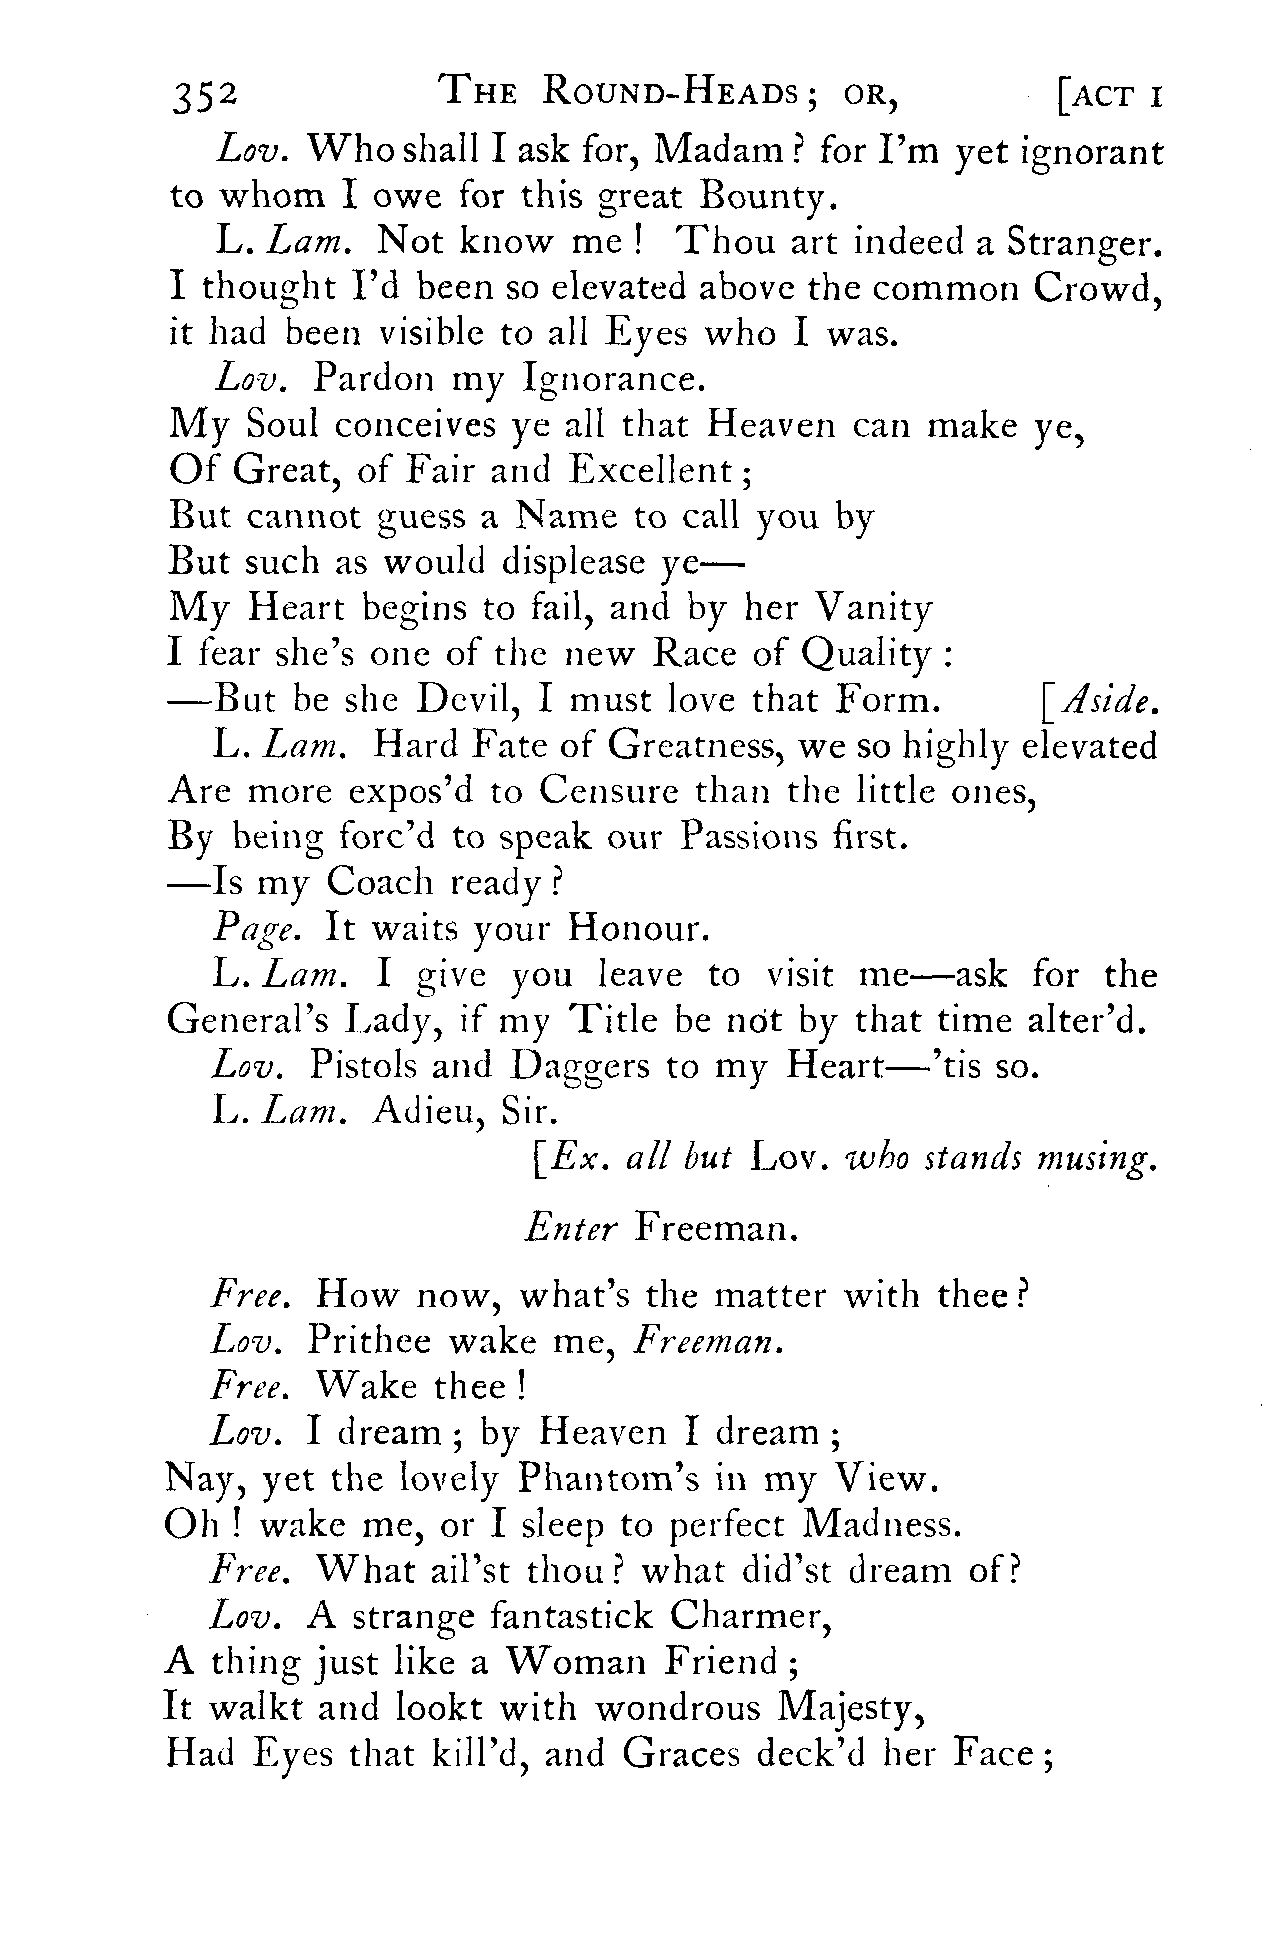 352 The Round-Heads; or, [act i
Lov. Who shall I ask for, Madam? for I'm yet ignorant
to whom I owe for this great Bounty.
L. Lam. Not know me! Thou art indeed a Stranger.
I thought I'd been so elevated above the common Crowd,
it had been visible to all Eyes who I was.
Lov. Pardon my Ignorance.
My Soul conceives ye all that Heaven can make ye,
Of Great, of Fair and Excellent;
But cannot guess a Name to call you by
But such as would displease ye—
My Heart begins to fail, and by her Vanity
I fear she's one of the new Race of Quality:
—But be she Devil, I must love that Form. [Aside.
L. Lam. Hard Fate of Greatness, we so highly elevated
Are more expos'd to Censure than the little ones,
By being forc'd to speak our Passions first.
—Is my Coach ready?
Page. It waits your Honour.
L. Lam. I give you leave to visit me—ask for the
General's Lady, if my Title be not by that time alter'd.
Lov. Pistols and Daggers to my Heart—'tis so.
L. Lam. Adieu, Sir.
[Ex. all but Lov. who stands musing.
Enter Freeman.
Free. How now, what's the matter with thee?
Lov. Prithee wake me, Freeman.
Free. Wake thee!
Lov. I dream; by Heaven I dream;
Nay, yet the lovely Phantom's in my View.
Oh! wake me, or I sleep to perfect Madness.
Free. What ail'st thou? what did'st dream of?
Lov. A strange fantastick Charmer,
A thing just like a Woman Friend;
It walkt and lookt with wondrous Majesty,
Had Eyes that kill'd, and Graces deck'd her Face;